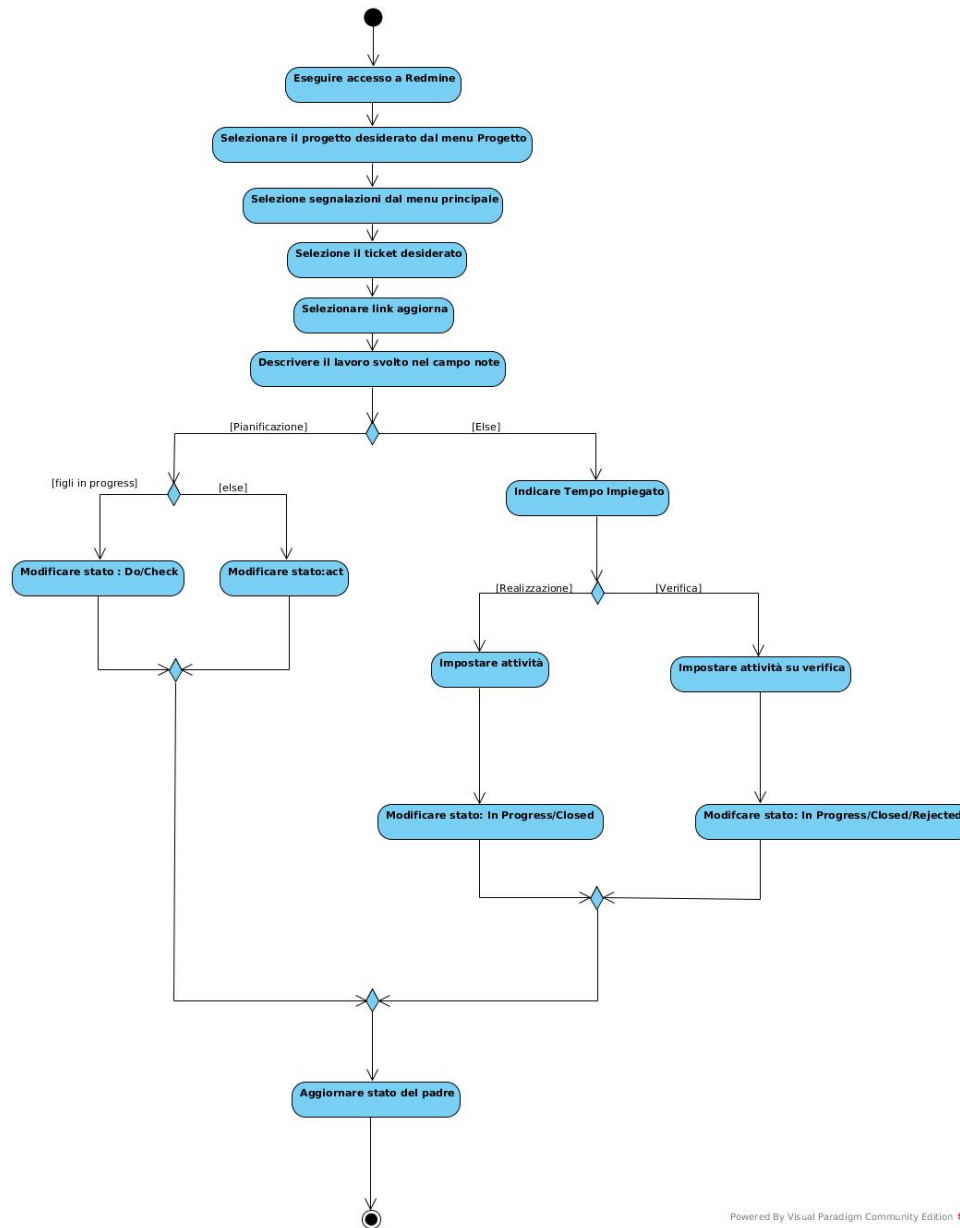 Eseguire accesso a Redmine
Selezionare il progetto desiderato dal menu Progetto
Selezione segnalazioni dal menu principale
Selezione il ticket desiderato
Selezionare link aggiorna
Descrivere il lavoro svolto nel campo note
[Pianificazione]
[Else]
[figli in progress]
[else]
Indicare Tempo Impiegato
Modificare stato : Do/Check
Modificare stato:act
[Realizzazione]
[Verifica]
Impostare attività
Impostare attività su verifica
Modificare stato: In Progress/Closed
Modifcare stato: In Progress/Closed/Rejected
Aggiornare stato del padre
Powered By Visual Paradigm Community Edition